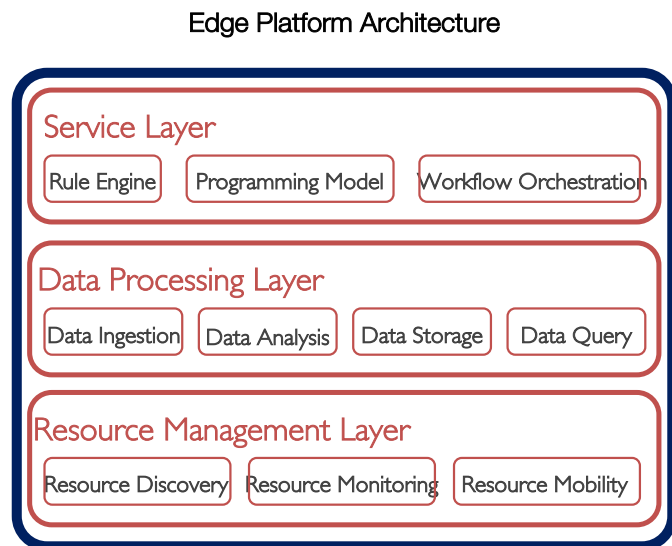 Edge Platform Architecture
Service Layer
Rule Engine
Programming Model
Workflow Orchestration
Data Processing Layer
Data Ingestion
Data Analysis
Data Storage
Data Query
Resource Management Layer
Resource Discovery
Resource Monitoring
Resource Mobility